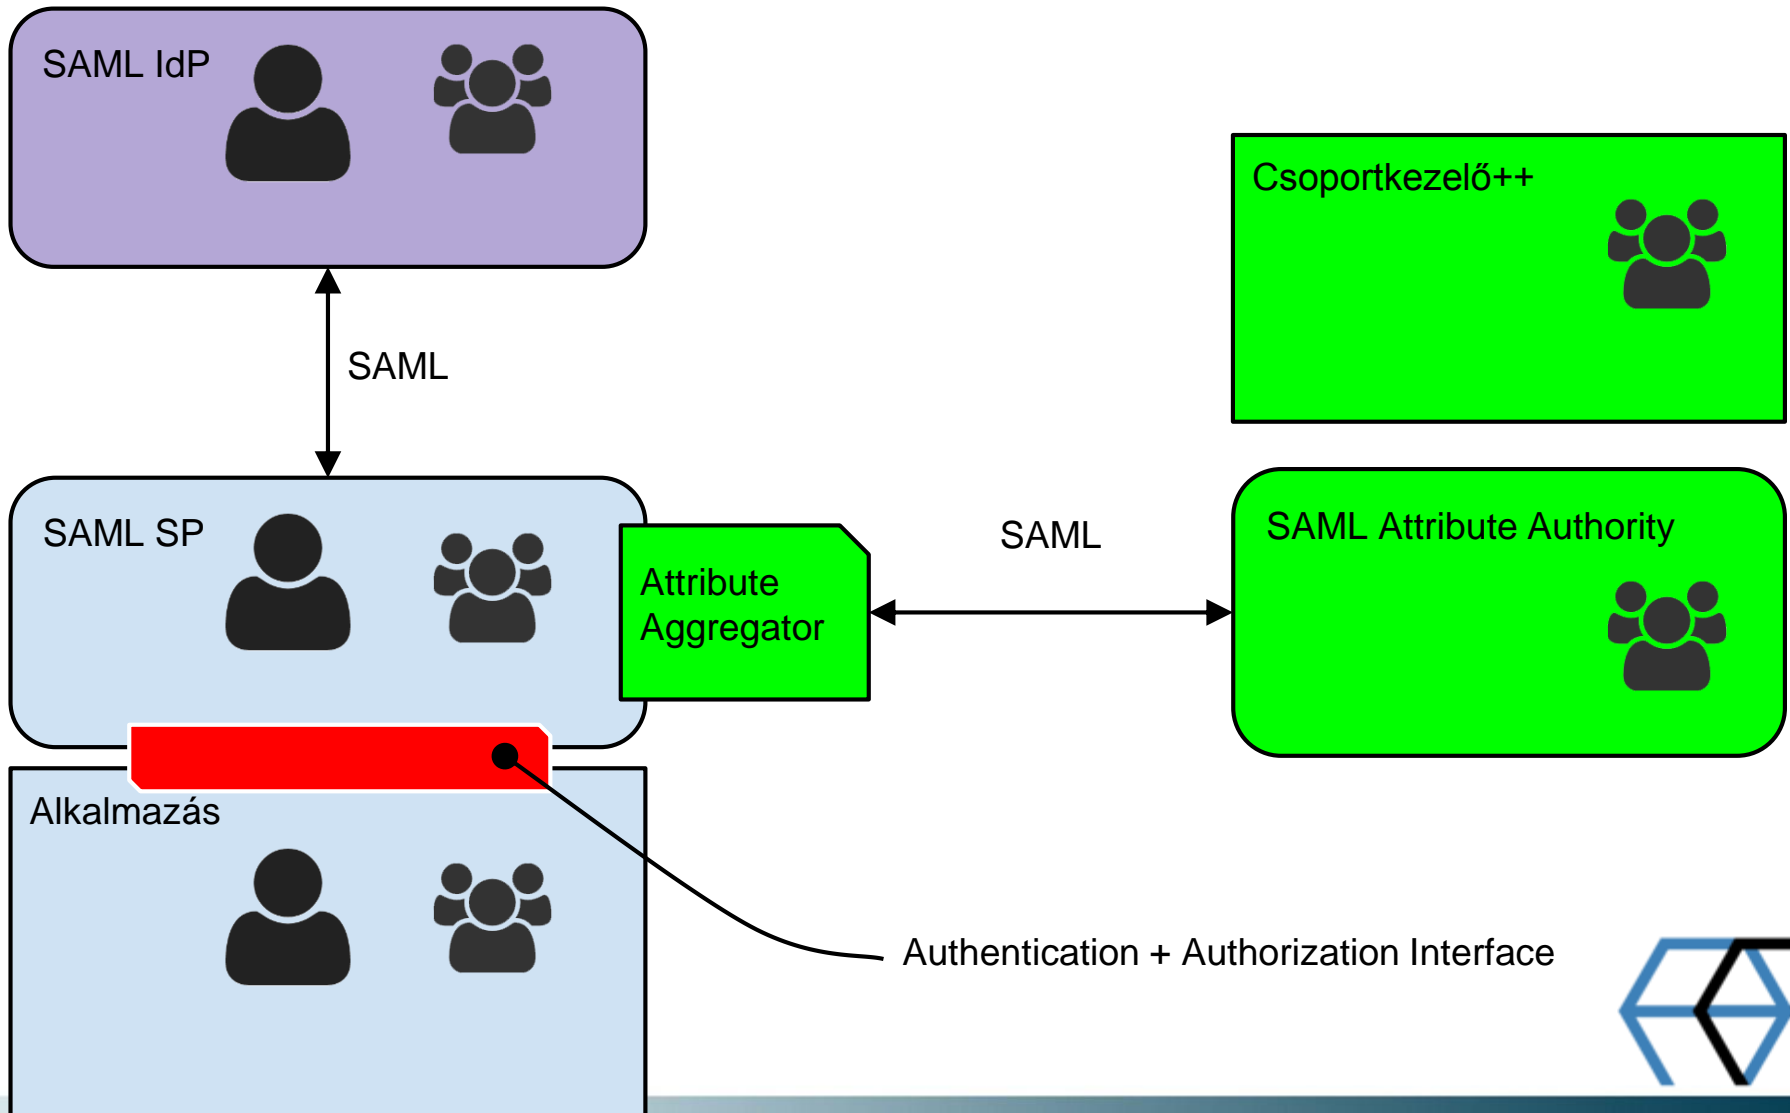 SAML IdP
Csoportkezelő++
SAML
SAML SP
Attribute
Aggregator
SAML
SAML Attribute Authority
Alkalmazás
Authentication + Authorization Interface